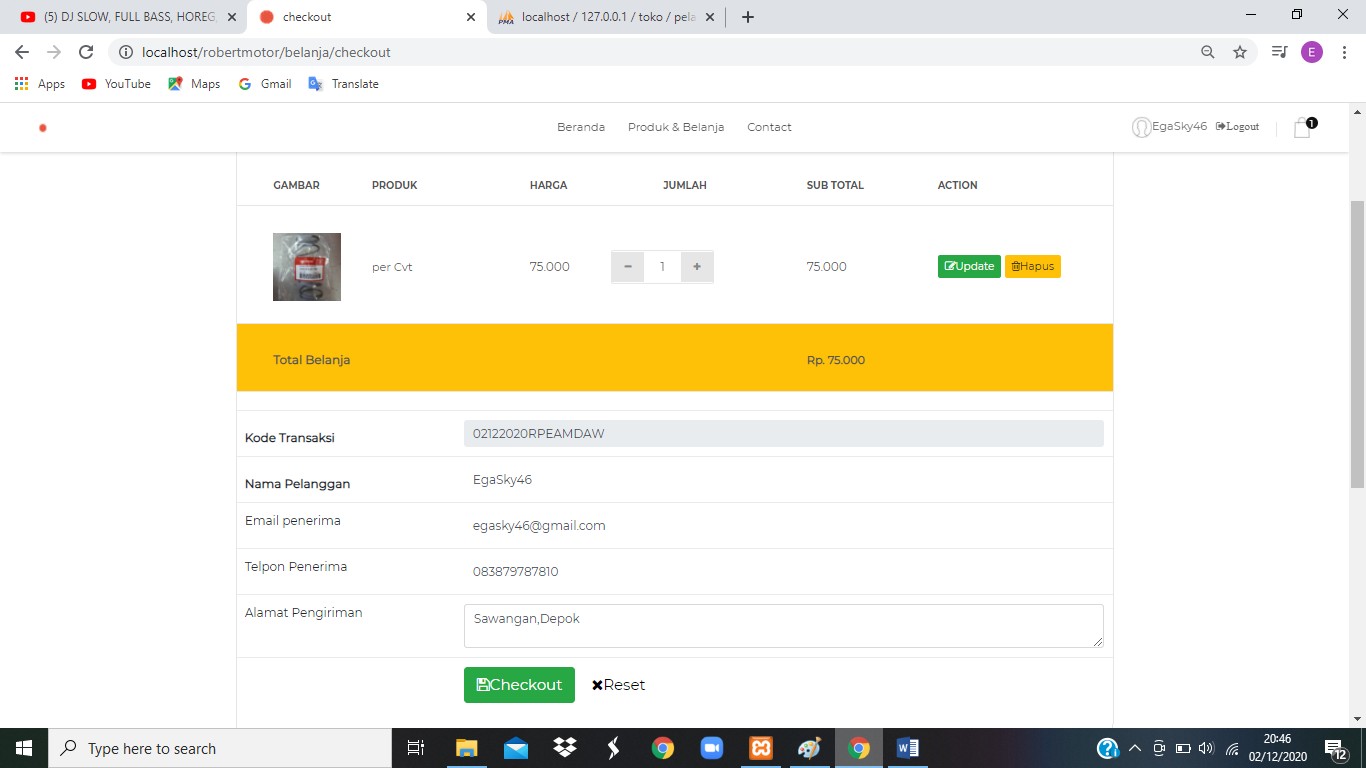 (5) DJ SLOW, FULL BASS, HOREG,
checkout
localhost / 127.0.0.1 / toko / pela
localhost/robertmotor/belanja/checkout
E
Apps YouTube Maps Gmail Translate
Beranda Produk & Belanja Contact EgaSky46 Logout 1
GAMBAR PRODUK HARGA JUMLAH SUB TOTAL ACTION
per Cvt 75.000 − 1 + 75.000 Update Hapus
Total Belanja Rp. 75.000
Kode Transaksi 02122020RPEAMDAW
Nama Pelanggan EgaSky46
Email penerima egasky46@gmail.com
Telpon Penerima 083879787810
Alamat Pengiriman Sawangan,Depok
Checkout Reset
Type here to search
20:46
02/12/2020
12